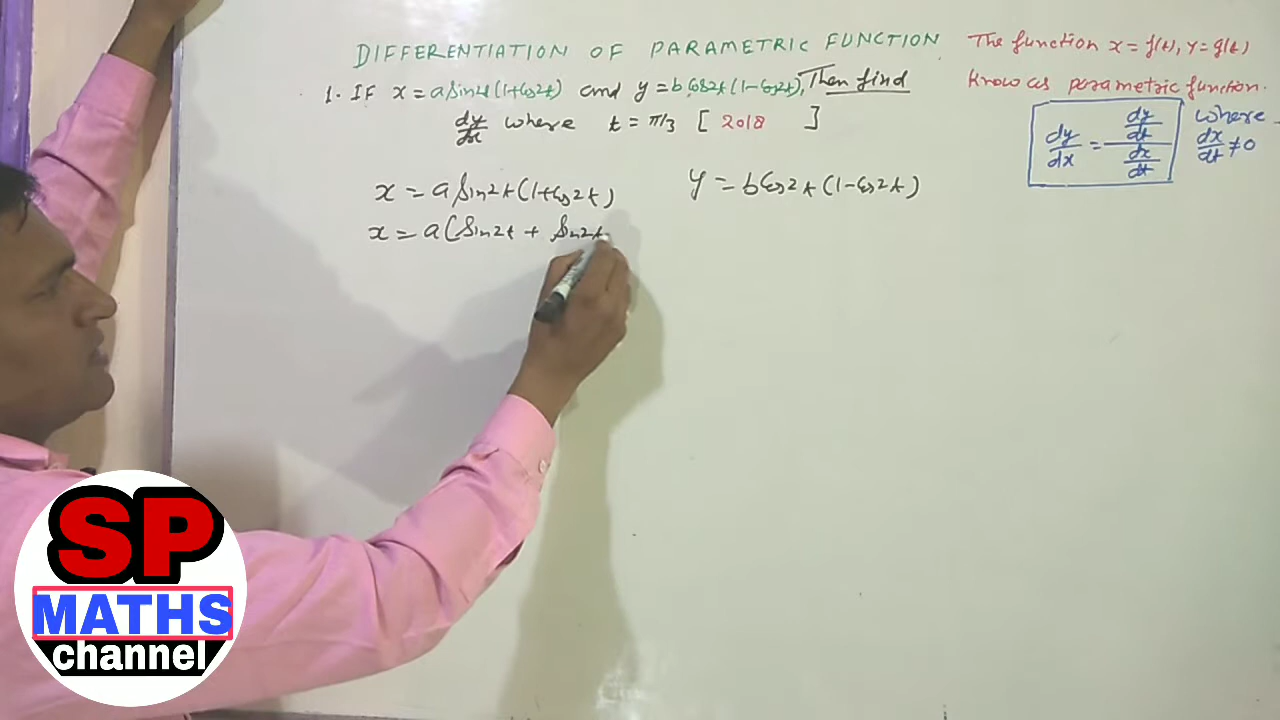 DIFFERENTIATION OF PARAMETRIC FUNCTION
1. IF x = a Sin2t (1+Cos2t) and y = b Cos2t (1-Cos2t), Then find
dy/dx where t = π/3 [ 2018 ]
The function x = f(t), y = g(t)
Know as parametric function.
dy/dx = (dy/dt)/(dx/dt) where dx/dt ≠ 0
x = a Sin2t (1+Cos2t)
x = a (Sin2t + Sin2t
y = b Cos2t (1-Cos2t)
SP
MATHS
channel